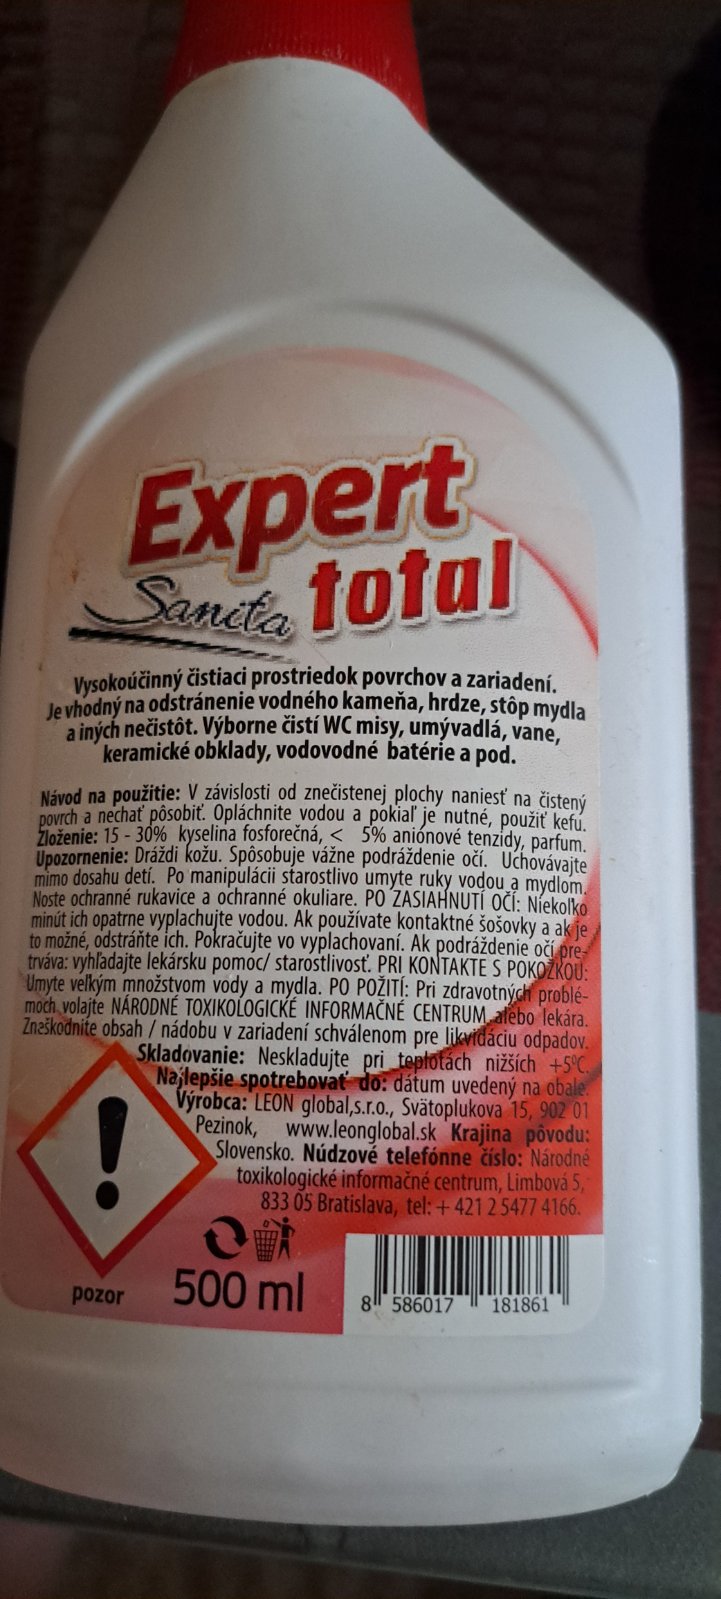 Expert
Sanita total
Vysokoúčinný čistiaci prostriedok povrchov a zariadení.
Je vhodný na odstránenie vodného kameňa, hrdze, stôp mydla
a iných nečistôt. Výborne čistí WC misy, umývadlá, vane,
keramické obklady, vodovodné batérie a pod.
Návod na použitie: V závislosti od znečistenej plochy naniesť na čistený
povrch a nechať pôsobiť. Opláchnite vodou a pokiaľ je nutné, použiť kefu.
Zloženie: 15 - 30% kyselina fosforečná, < 5% aniónové tenzidy, parfum.
Upozornenie: Dráždi kožu. Spôsobuje vážne podráždenie očí. Uchovávajte
mimo dosahu detí. Po manipulácii starostlivo umyte ruky vodou a mydlom.
Noste ochranné rukavice a ochranné okuliare. PO ZASIAHNUTÍ OČÍ: Niekoľko
minút ich opatrne vyplachujte vodou. Ak používate kontaktné šošovky a ak je
to možné, odstráňte ich. Pokračujte vo vyplachovaní. Ak podráždenie očí pre-
trváva: vyhľadajte lekársku pomoc/ starostlivosť. PRI KONTAKTE S POKOŽKOU:
Umyte veľkým množstvom vody a mydla. PO POŽITÍ: Pri zdravotných problé-
moch volajte NÁRODNÉ TOXIKOLOGICKÉ INFORMAČNÉ CENTRUM alebo lekára.
Zneškodnite obsah / nádobu v zariadení schválenom pre likvidáciu odpadov.
Skladovanie: Neskladujte pri teplotách nižších +5°C.
Najlepšie spotrebovať do: dátum uvedený na obale.
Výrobca: LEON global,s.r.o., Svätoplukova 15, 902 01
Pezinok, www.leonglobal.sk Krajina pôvodu:
Slovensko. Núdzové telefónne číslo: Národné
toxikologické informačné centrum, Limbová 5,
833 05 Bratislava, tel: + 421 2 5477 4166.
pozor
500 ml
8 586017 181861